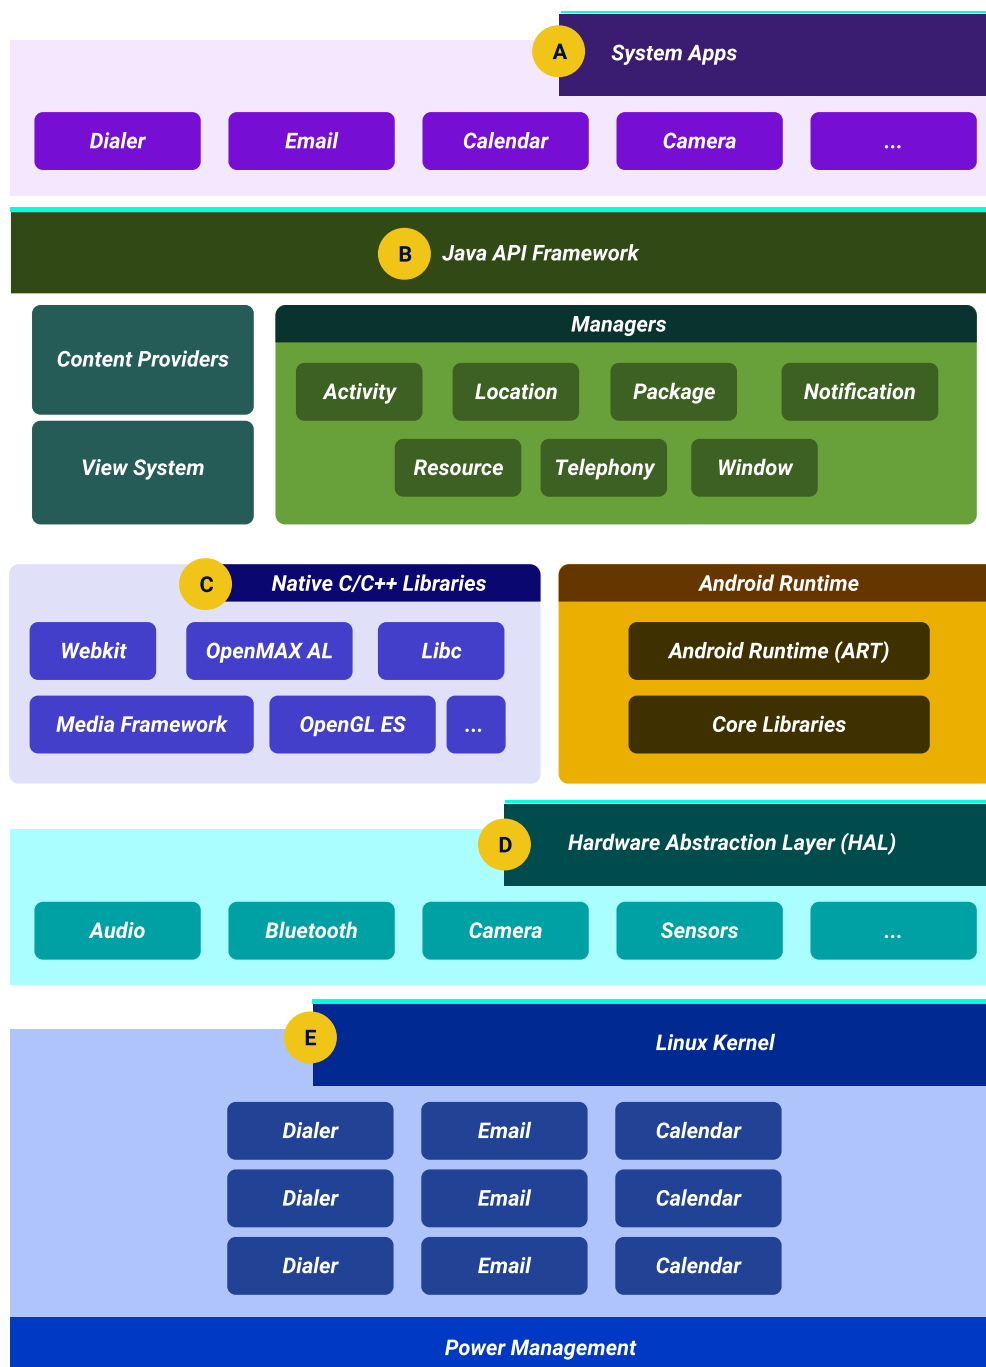 A
System Apps
Dialer
Email
Calendar
Camera
...
B
Java API Framework
Content Providers
View System
Managers
Activity
Location
Package
Notification
Resource
Telephony
Window
C
Native C/C++ Libraries
Webkit
OpenMAX AL
Libc
Media Framework
OpenGL ES
...
Android Runtime
Android Runtime (ART)
Core Libraries
D
Hardware Abstraction Layer (HAL)
Audio
Bluetooth
Camera
Sensors
...
E
Linux Kernel
Dialer
Email
Calendar
Dialer
Email
Calendar
Dialer
Email
Calendar
Power Management